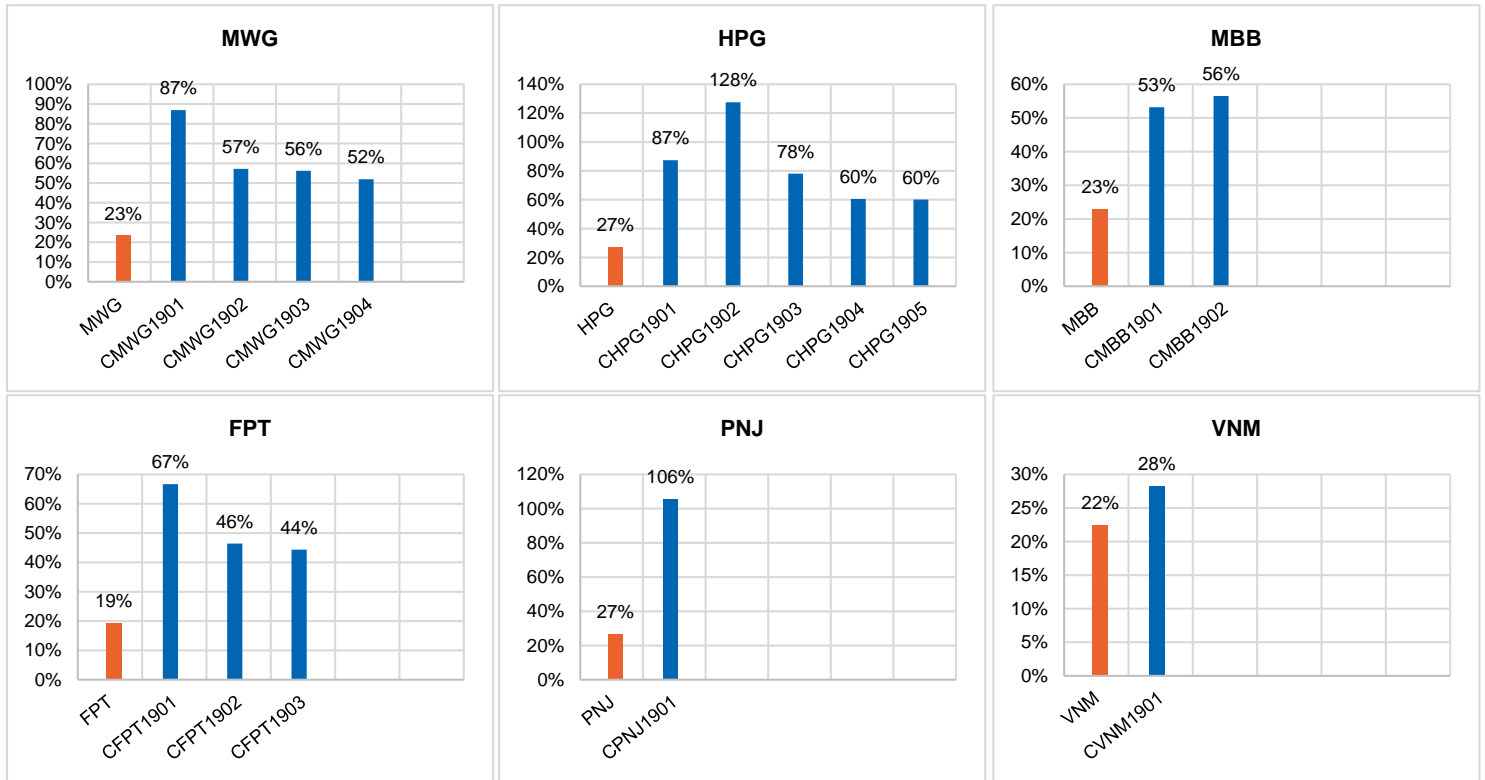 MWG
100%
90%
80%
70%
60%
50%
40%
30%
20%
10%
0%
23%
87%
57%
56%
52%
MWG
CMWG1901
CMWG1902
CMWG1903
CMWG1904
HPG
140%
120%
100%
80%
60%
40%
20%
0%
27%
87%
128%
78%
60%
60%
HPG
CHPG1901
CHPG1902
CHPG1903
CHPG1904
CHPG1905
MBB
60%
50%
40%
30%
20%
10%
0%
23%
53%
56%
MBB
CMBB1901
CMBB1902
FPT
70%
60%
50%
40%
30%
20%
10%
0%
19%
67%
46%
44%
FPT
CFPT1901
CFPT1902
CFPT1903
PNJ
120%
100%
80%
60%
40%
20%
0%
27%
106%
PNJ
CPNJ1901
VNM
30%
25%
20%
15%
10%
5%
0%
22%
28%
VNM
CVNM1901